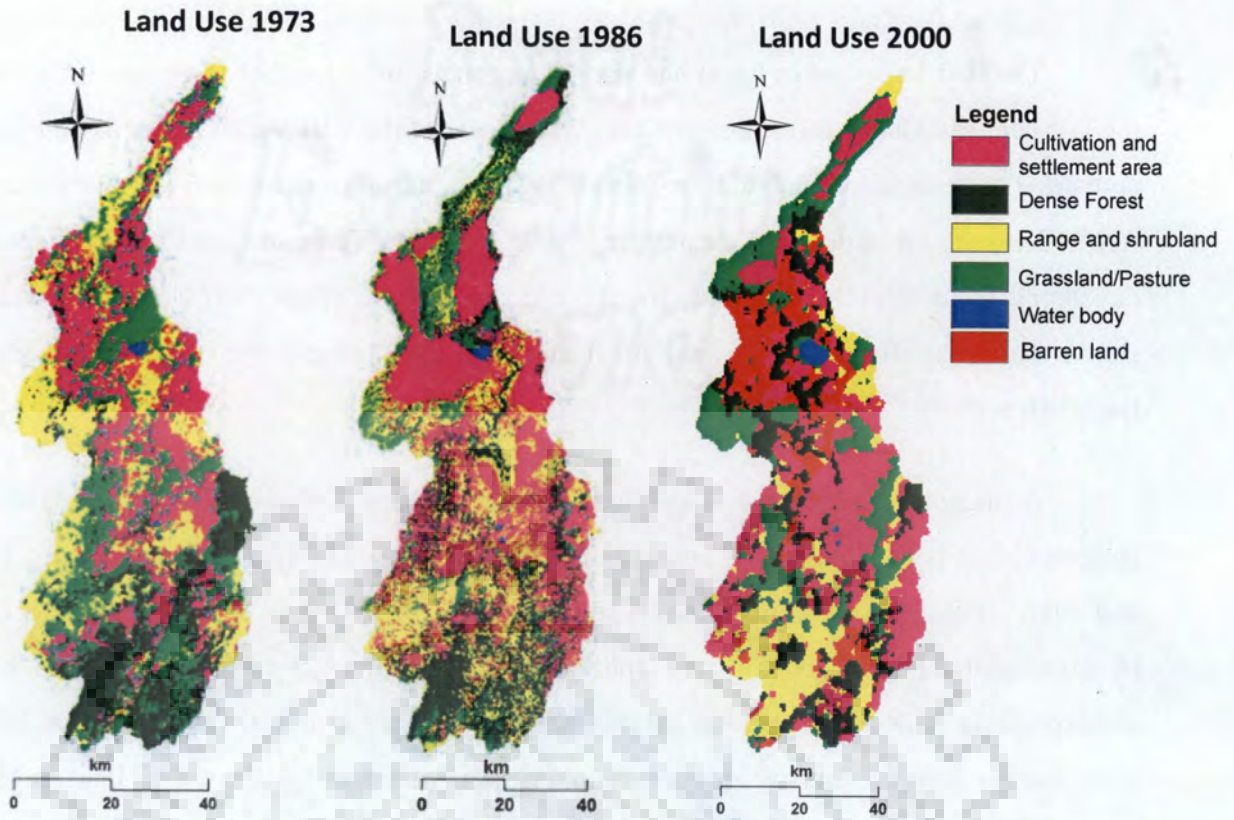 Land Use 1973
N
km
0 20 40
Land Use 1986
N
km
0 20 40
Land Use 2000
N
km
0 20 40
Legend
Cultivation and
settlement area
Dense Forest
Range and shrubland
Grassland/Pasture
Water body
Barren land